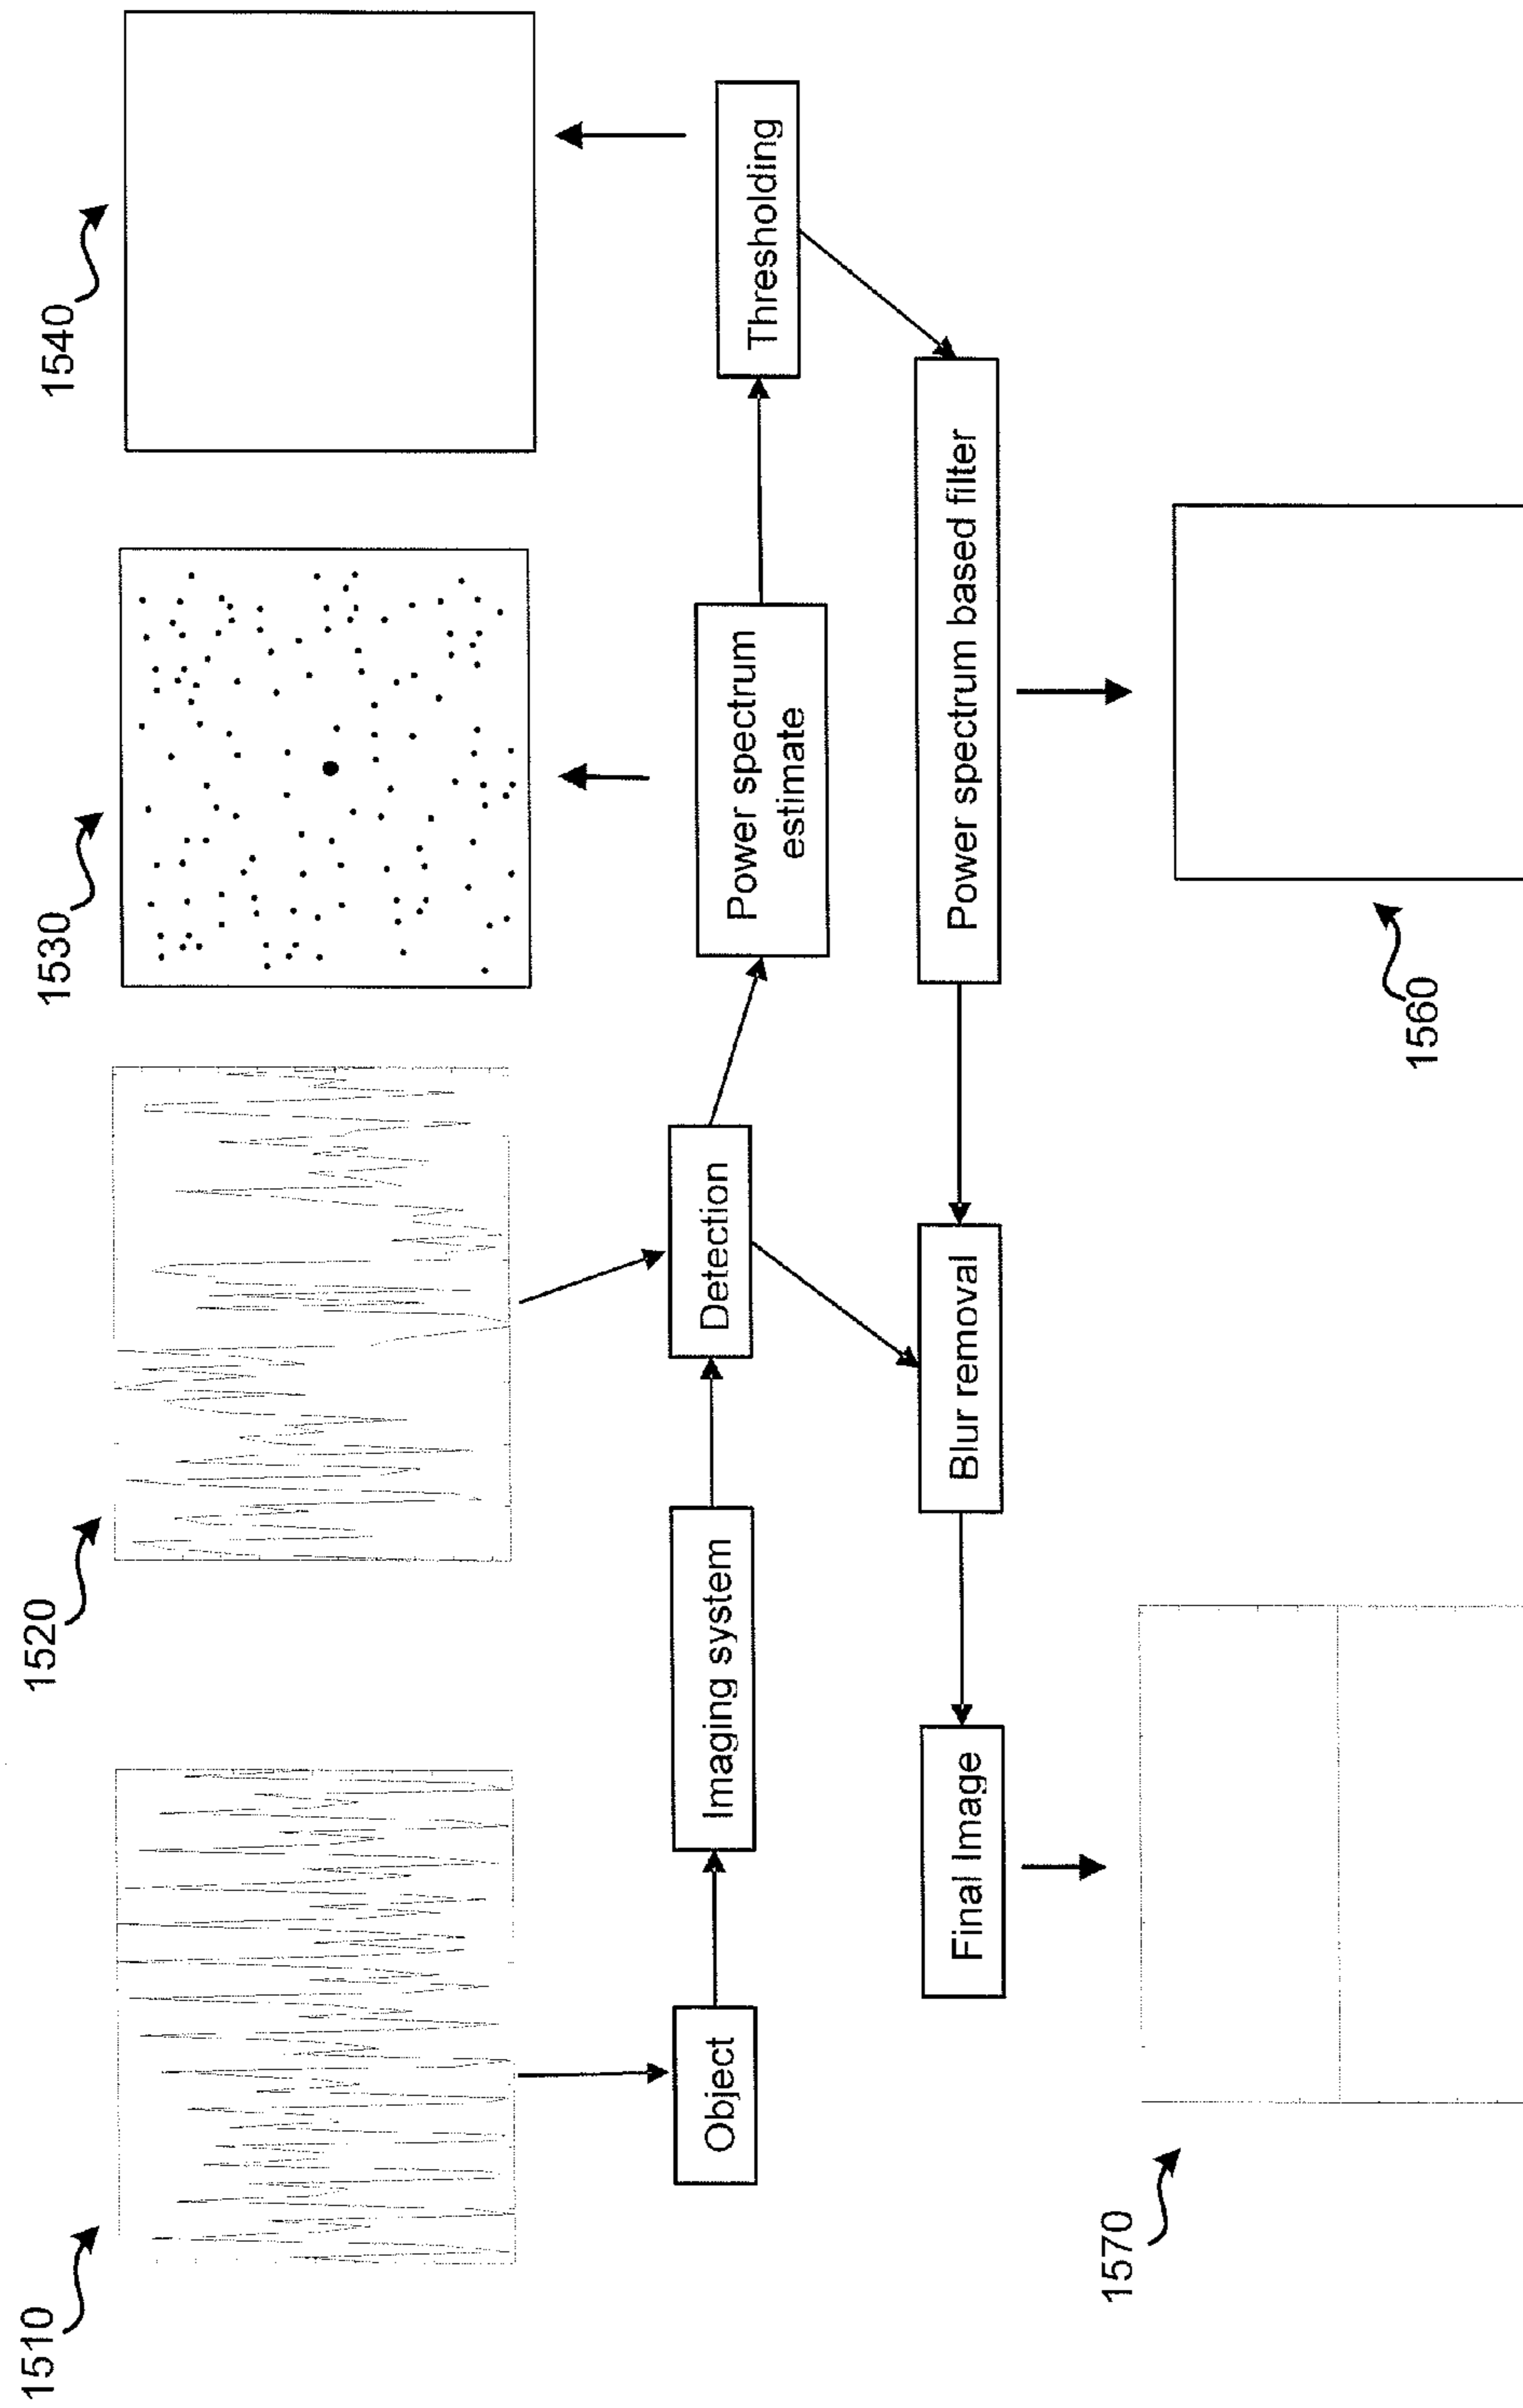 1510
1520
1530
1540
Object
Imaging system
Detection
Power spectrum
estimate
Thresholding
Final Image
Blur removal
Power spectrum based filter
1570
1560